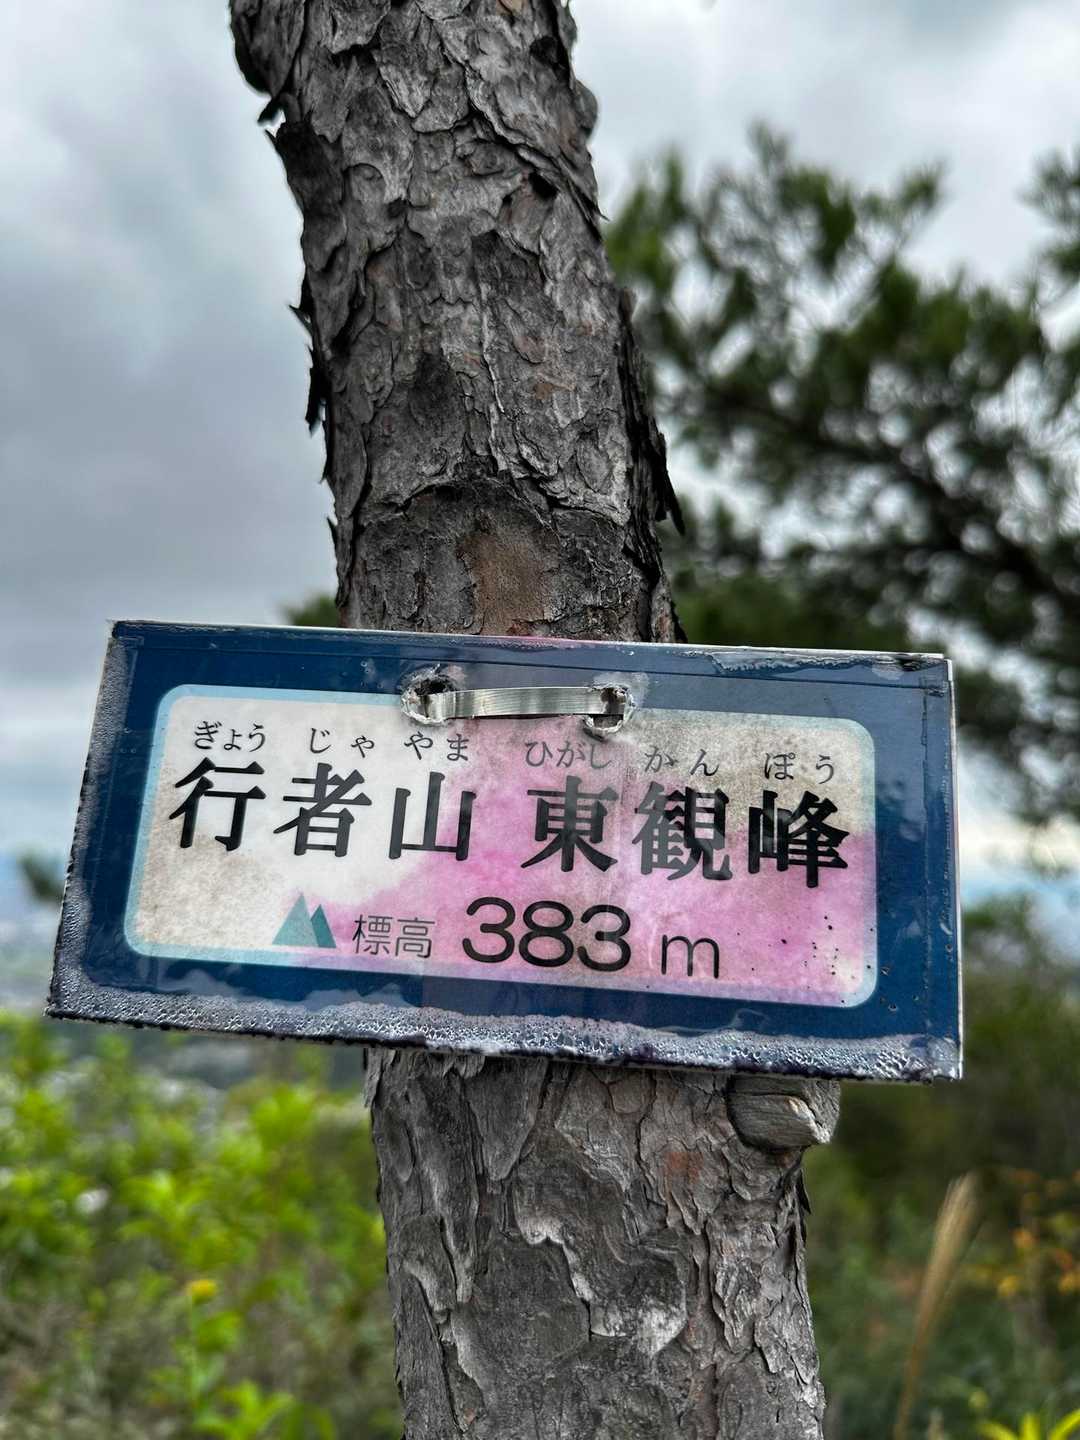 ぎょう じゃ やま ひがし かん ぽう
行者山 東観峰
標高 383 m